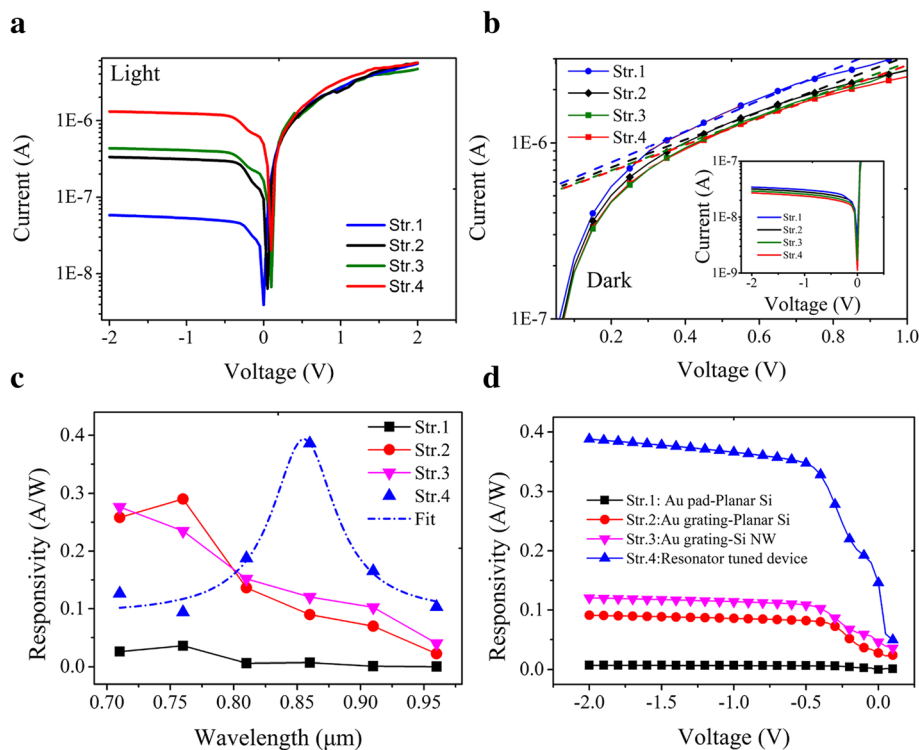 a
Light
Current (A)
1E-6
1E-7
1E-8
-2
-1
0
1
2
Voltage (V)
Str.1
Str.2
Str.3
Str.4
b
Str.1
Str.2
Str.3
Str.4
Dark
Current (A)
1E-6
1E-7
0.2
0.4
0.6
0.8
1.0
Voltage (V)
Current (A)
1E-7
1E-8
1E-9
-2
-1
0
Voltage (V)
Str.1
Str.2
Str.3
Str.4
c
Str.1
Str.2
Str.3
Str.4
Fit
Responsivity (A/W)
0.4
0.3
0.2
0.1
0.0
0.70
0.75
0.80
0.85
0.90
0.95
Wavelength (μm)
d
Responsivity (A/W)
0.4
0.3
0.2
0.1
0.0
Str.1: Au pad-Planar Si
Str.2:Au grating-Planar Si
Str.3:Au grating-Si NW
Str.4:Resonator tuned device
-2.0
-1.5
-1.0
-0.5
0.0
Voltage (V)